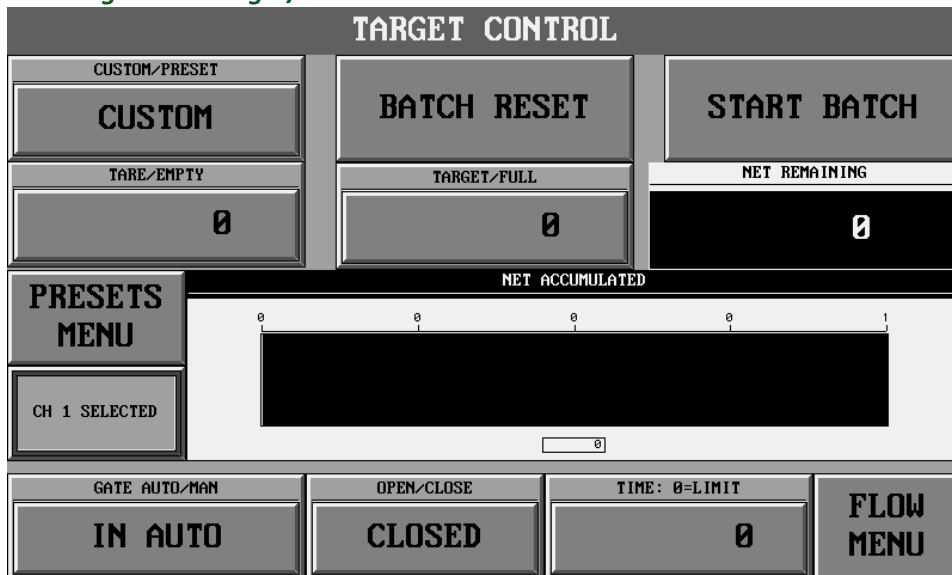 TARGET CONTROL
CUSTOM/PRESET
CUSTOM
BATCH RESET
START BATCH
TARE/EMPTY
0
TARGET/FULL
0
NET REMAINING
0
PRESETS
MENU
NET ACCUMULATED
0 0 0 0 1
CH 1 SELECTED
0
GATE AUTO/MAN
IN AUTO
OPEN/CLOSE
CLOSED
TIME: 0=LIMIT
0
FLOW
MENU